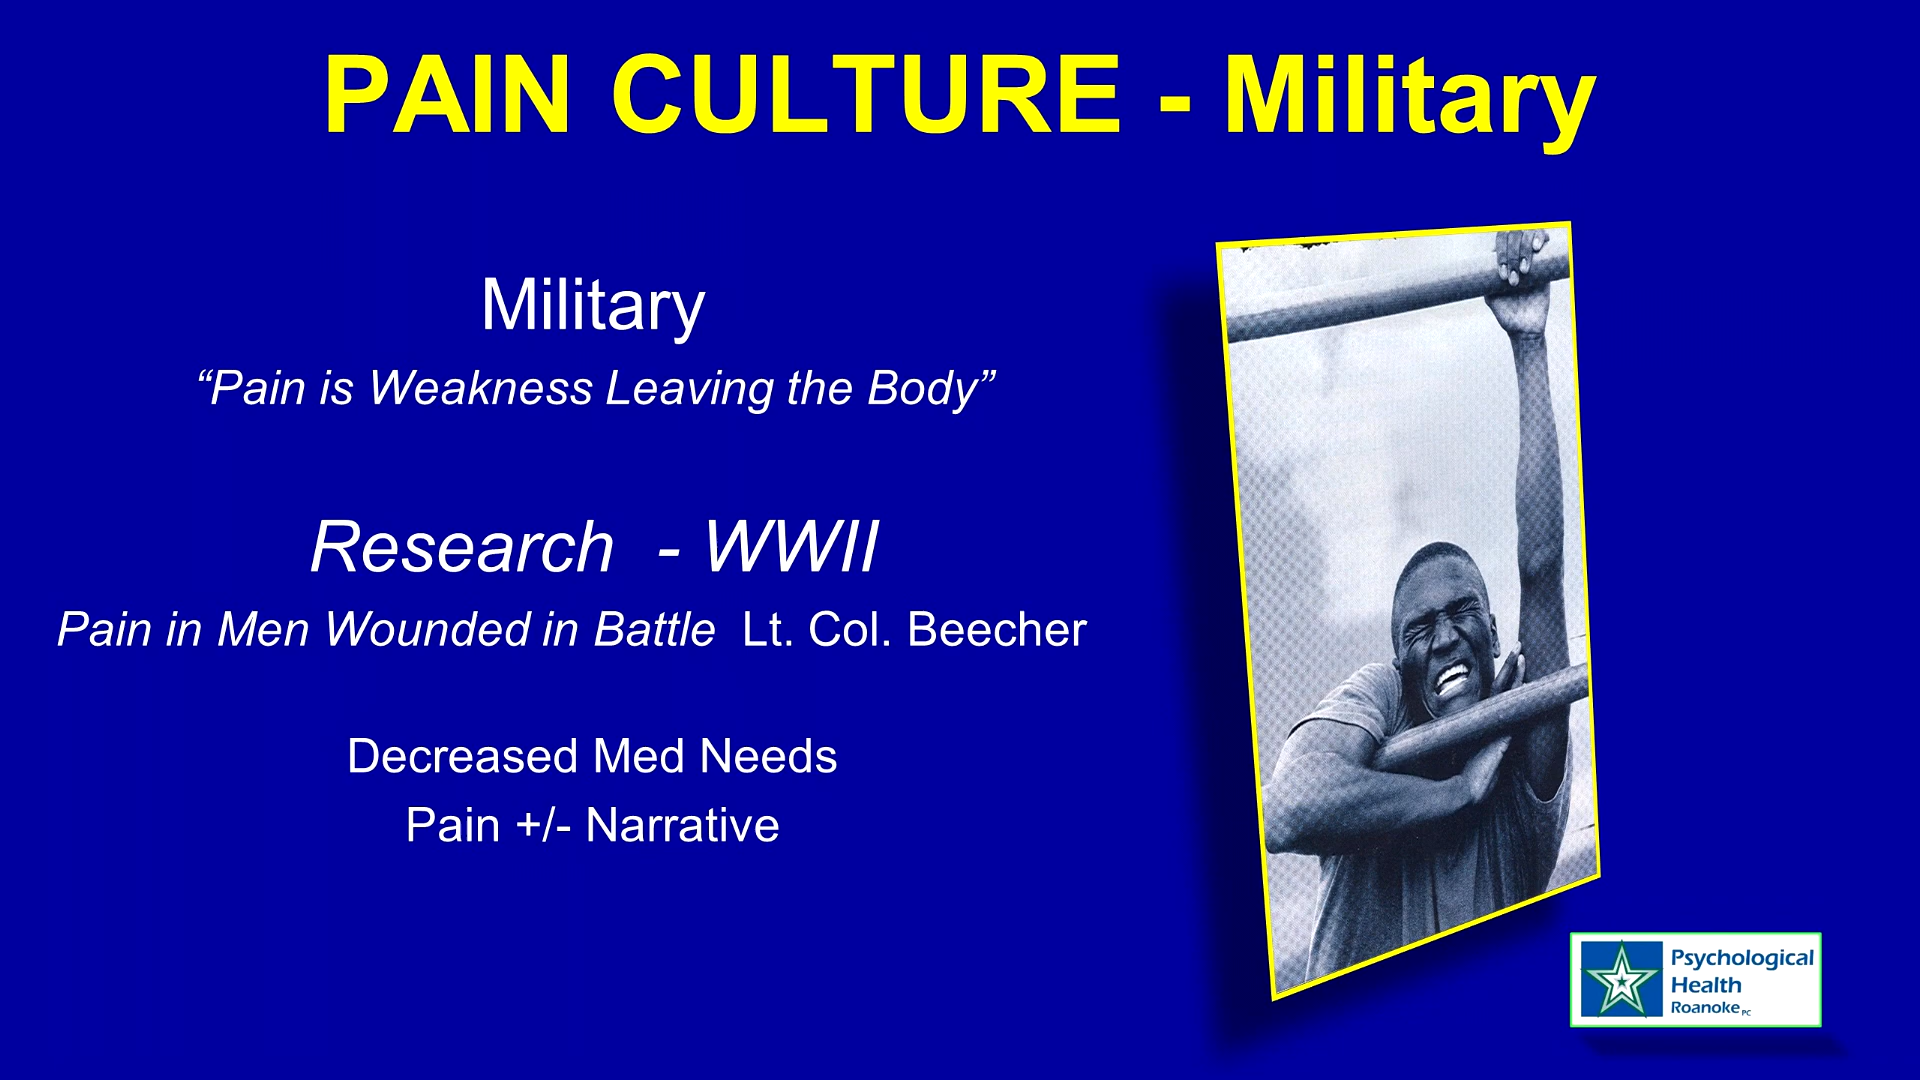 PAIN CULTURE - Military
Military
“Pain is Weakness Leaving the Body”
Research - WWII
Pain in Men Wounded in Battle Lt. Col. Beecher
Decreased Med Needs
Pain +/- Narrative
Psychological
Health
Roanoke PC